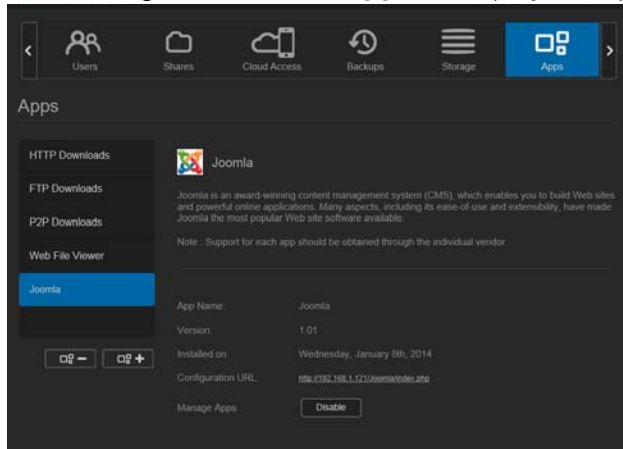 Users Shares Cloud Access Backups Storage Apps
Apps
HTTP Downloads
FTP Downloads
P2P Downloads
Web File Viewer
Joomla
Joomla
Joomla is an award-winning content management system (CMS), which enables you to build Web sites
and powerful online applications. Many aspects, including its ease-of-use and extensibility, have made
Joomla the most popular Web site software available.
Note : Support for each app should be obtained through the individual vendor
App Name: Joomla
Version: 1.01
Installed on: Wednesday, January 8th, 2014
Configuration URL: http://192.168.1.121/Joomla/index.php
Manage Apps Disable